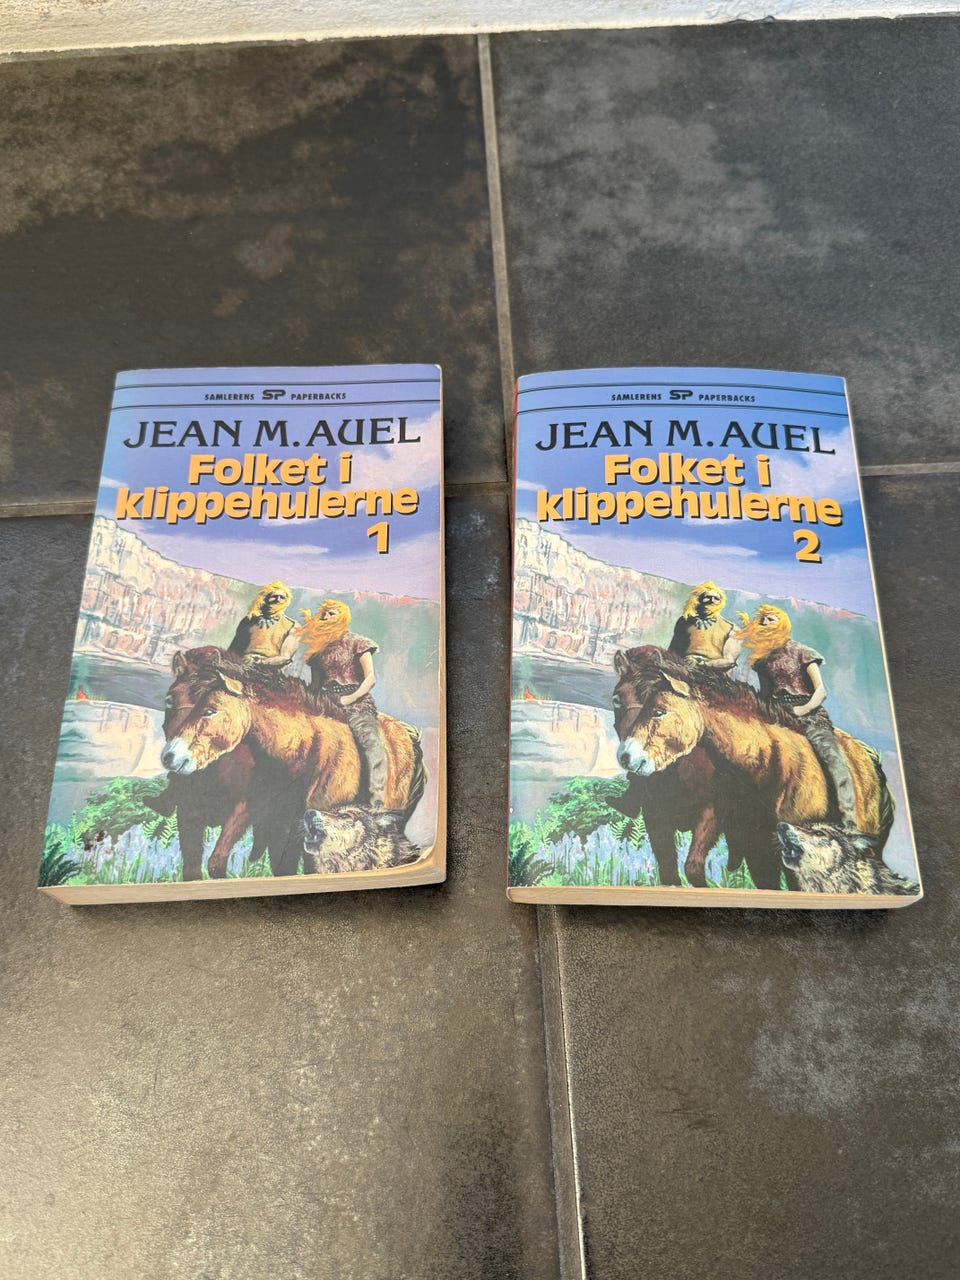 SAMLERENS SP PAPERBACKS
JEAN M. AUEL
Folket i
klippehulerne
1
SAMLERENS SP PAPERBACKS
JEAN M. AUEL
Folket i
klippehulerne
2